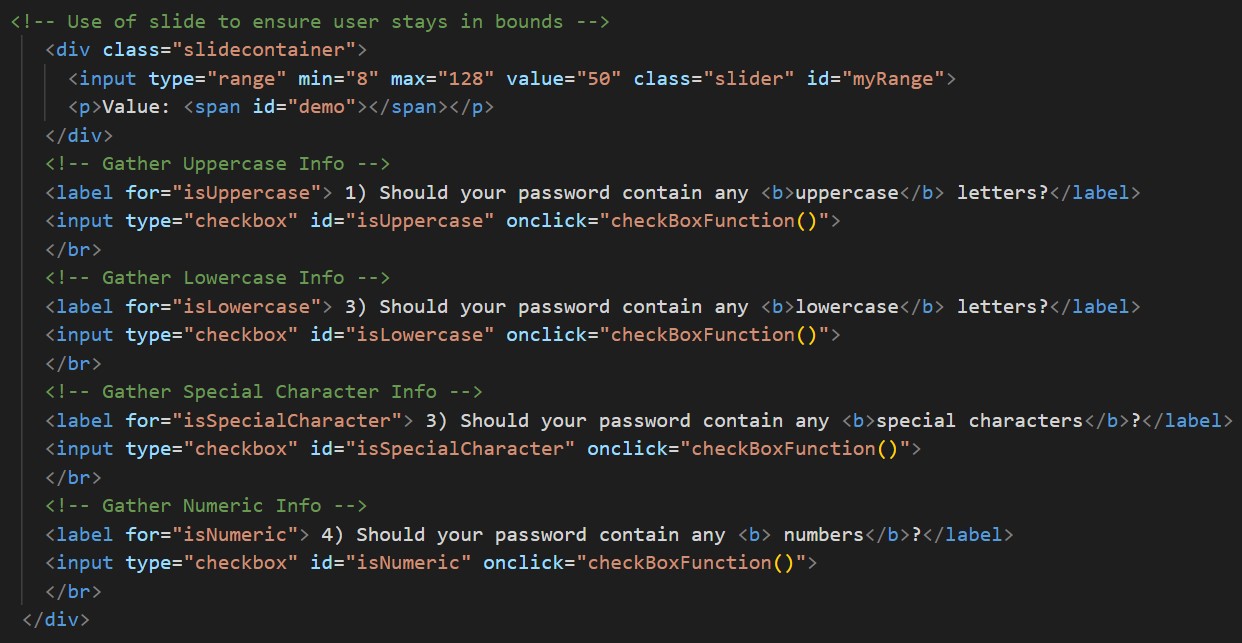 <!-- Use of slide to ensure user stays in bounds -->
<div class="slidecontainer">
<input type="range" min="8" max="128" value="50" class="slider" id="myRange">
<p>Value: <span id="demo"></span></p>
</div>
<!-- Gather Uppercase Info -->
<label for="isUppercase"> 1) Should your password contain any <b>uppercase</b> letters?</label>
<input type="checkbox" id="isUppercase" onclick="checkBoxFunction()">
</br>
<!-- Gather Lowercase Info -->
<label for="isLowercase"> 3) Should your password contain any <b>lowercase</b> letters?</label>
<input type="checkbox" id="isLowercase" onclick="checkBoxFunction()">
</br>
<!-- Gather Special Character Info -->
<label for="isSpecialCharacter"> 3) Should your password contain any <b>special characters</b>?</label>
<input type="checkbox" id="isSpecialCharacter" onclick="checkBoxFunction()">
</br>
<!-- Gather Numeric Info -->
<label for="isNumeric"> 4) Should your password contain any <b> numbers</b>?</label>
<input type="checkbox" id="isNumeric" onclick="checkBoxFunction()">
</br>
</div>